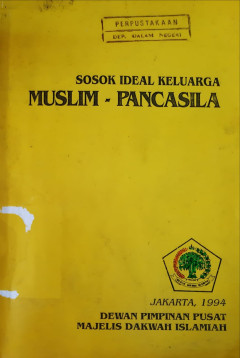 PERPUSTAKAAN
DEP. DALAM NEGERI
SOSOK IDEAL KELUARGA
MUSLIM - PANCASILA
JAKARTA, 1994
DEWAN PIMPINAN PUSAT
MAJELIS DAKWAH ISLAMIAH